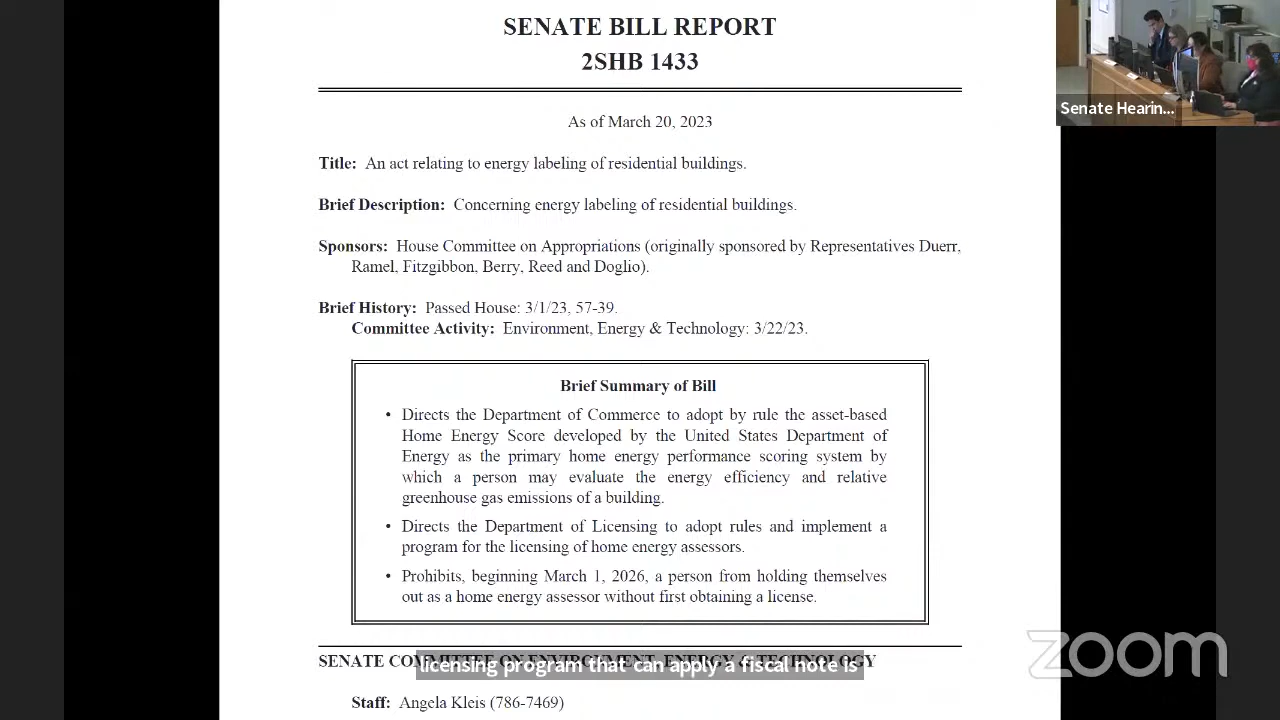 SENATE BILL REPORT
2SHB 1433
As of March 20, 2023
Title: An act relating to energy labeling of residential buildings.
Brief Description: Concerning energy labeling of residential buildings.
Sponsors: House Committee on Appropriations (originally sponsored by Representatives Duerr,
Ramel, Fitzgibbon, Berry, Reed and Doglio).
Brief History: Passed House: 3/1/23, 57-39.
Committee Activity: Environment, Energy & Technology: 3/22/23.
Brief Summary of Bill
• Directs the Department of Commerce to adopt by rule the asset-based
Home Energy Score developed by the United States Department of
Energy as the primary home energy performance scoring system by
which a person may evaluate the energy efficiency and relative
greenhouse gas emissions of a building.
• Directs the Department of Licensing to adopt rules and implement a
program for the licensing of home energy assessors.
• Prohibits, beginning March 1, 2026, a person from holding themselves
out as a home energy assessor without first obtaining a license.
SENATE COMMITTEE ON ENVIRONMENT, ENERGY & TECHNOLOGY
licensing program that can apply a fiscal note is
Staff: Angela Kleis (786-7469)
Senate Hearin...
zoom